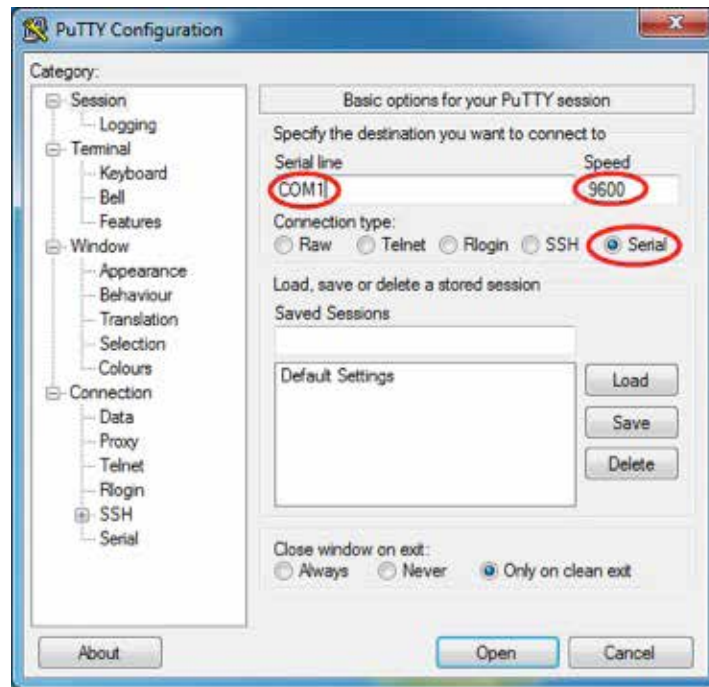 PuTTY Configuration
Category:
Session
Logging
Terminal
Keyboard
Bell
Features
Window
Appearance
Behaviour
Translation
Selection
Colours
Connection
Data
Proxy
Telnet
Rlogin
SSH
Serial
Basic options for your PuTTY session
Specify the destination you want to connect to
Serial line Speed
COM1 9600
Connection type:
Raw Telnet Rlogin SSH Serial
Load, save or delete a stored session
Saved Sessions
Default Settings
Load
Save
Delete
Close window on exit:
Always Never Only on clean exit
About Open Cancel